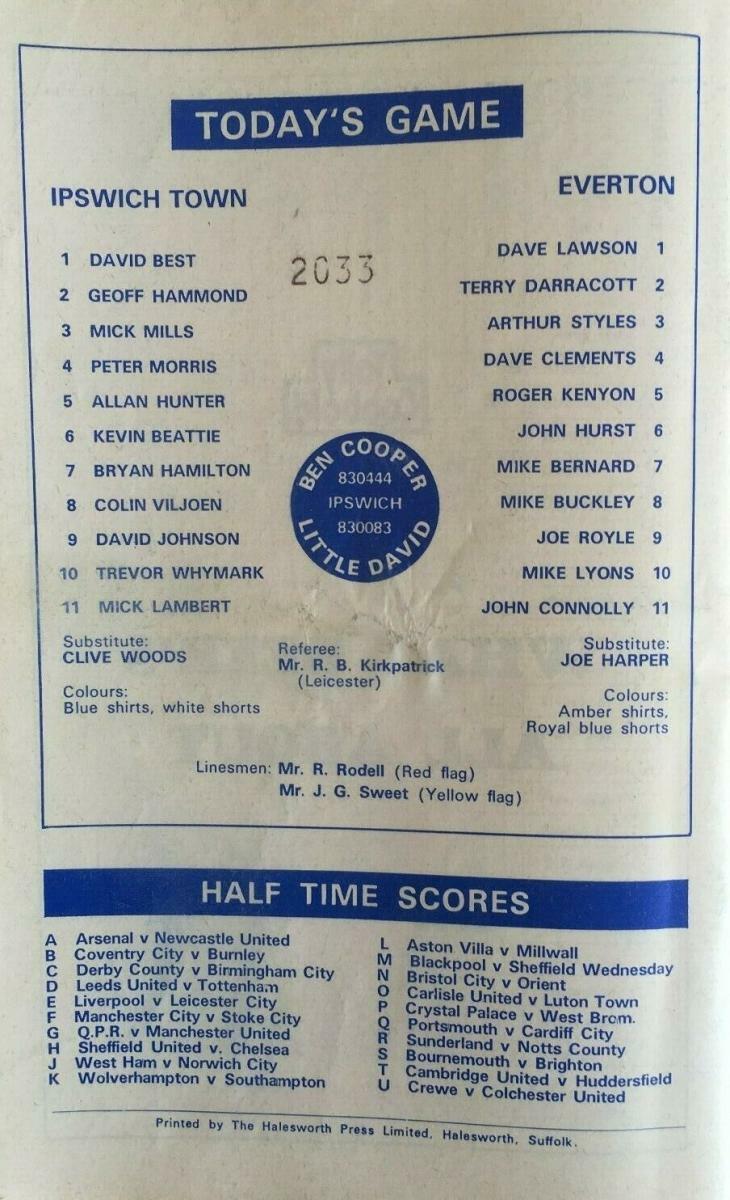 TODAY'S GAME
IPSWICH TOWN
1 DAVID BEST
2 GEOFF HAMMOND
3 MICK MILLS
4 PETER MORRIS
5 ALLAN HUNTER
6 KEVIN BEATTIE
7 BRYAN HAMILTON
8 COLIN VILJOEN
9 DAVID JOHNSON
10 TREVOR WHYMARK
11 MICK LAMBERT
Substitute:
CLIVE WOODS
Colours:
Blue shirts, white shorts
2033
BEN COOPER
830444
IPSWICH
830083
LITTLE DAVID
Referee:
Mr. R. B. Kirkpatrick
(Leicester)
EVERTON
DAVE LAWSON 1
TERRY DARRACOTT 2
ARTHUR STYLES 3
DAVE CLEMENTS 4
ROGER KENYON 5
JOHN HURST 6
MIKE BERNARD 7
MIKE BUCKLEY 8
JOE ROYLE 9
MIKE LYONS 10
JOHN CONNOLLY 11
Substitute:
JOE HARPER
Colours:
Amber shirts,
Royal blue shorts
Linesmen: Mr. R. Rodell (Red flag)
Mr. J. G. Sweet (Yellow flag)
HALF TIME SCORES
A Arsenal v Newcastle United
B Coventry City v Burnley
C Derby County v Birmingham City
D Leeds United v Tottenham
E Liverpool v Leicester City
F Manchester City v Stoke City
G Q.P.R. v Manchester United
H Sheffield United v. Chelsea
J West Ham v Norwich City
K Wolverhampton v Southampton
L Aston Villa v Millwall
M Blackpool v Sheffield Wednesday
N Bristol City v Orient
O Carlisle United v Luton Town
P Crystal Palace v West Brom.
Q Portsmouth v Cardiff City
R Sunderland v Notts County
S Bournemouth v Brighton
T Cambridge United v Huddersfield
U Crewe v Colchester United
Printed by The Halesworth Press Limited, Halesworth, Suffolk.